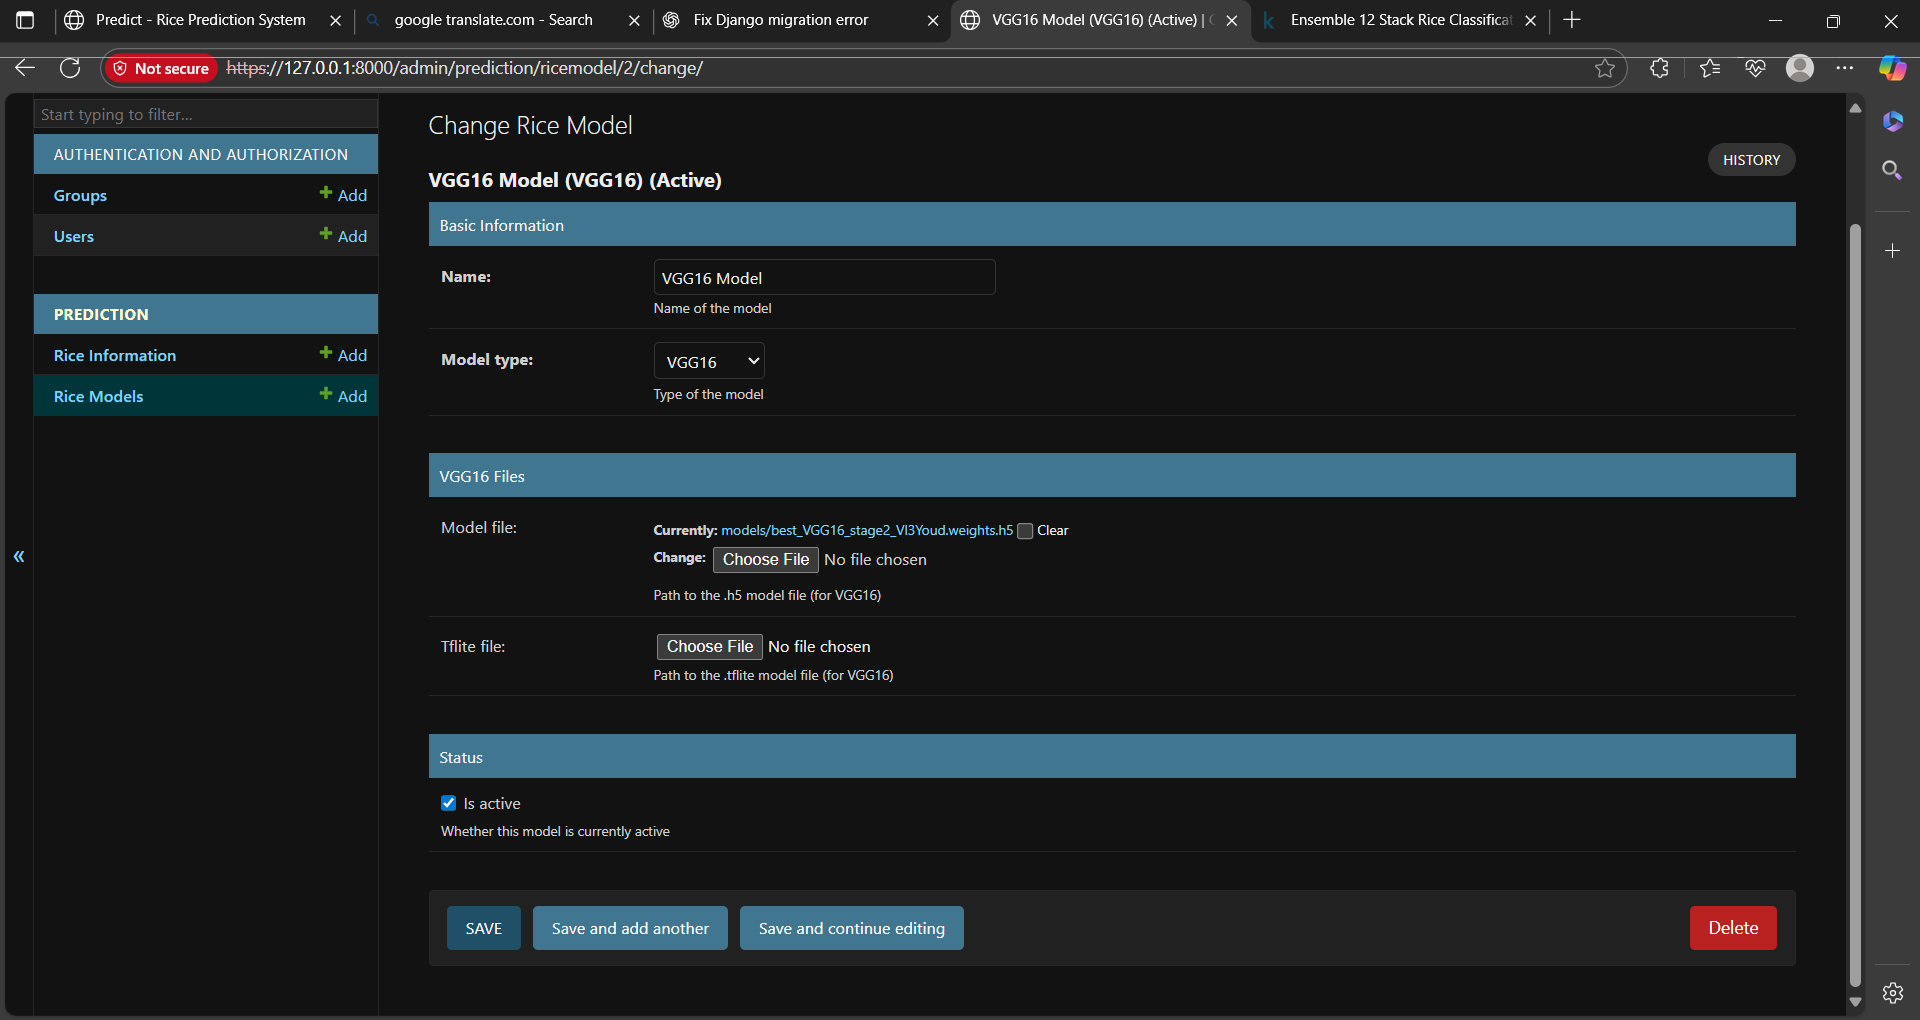 Predict - Rice Prediction System
google translate.com - Search
Fix Django migration error
VGG16 Model (VGG16) (Active) |
Ensemble 12 Stack Rice Classificat
Not secure
https://127.0.0.1:8000/admin/prediction/ricemodel/2/change/
Start typing to filter...
AUTHENTICATION AND AUTHORIZATION
Groups
Add
Users
Add
PREDICTION
Rice Information
Add
Rice Models
Add
«
Change Rice Model
HISTORY
VGG16 Model (VGG16) (Active)
Basic Information
Name:
VGG16 Model
Name of the model
Model type:
VGG16
Type of the model
VGG16 Files
Model file:
Currently: models/best_VGG16_stage2_Vl3Youd.weights.h5 Clear
Change: Choose File No file chosen
Path to the .h5 model file (for VGG16)
Tflite file:
Choose File No file chosen
Path to the .tflite model file (for VGG16)
Status
Is active
Whether this model is currently active
SAVE
Save and add another
Save and continue editing
Delete